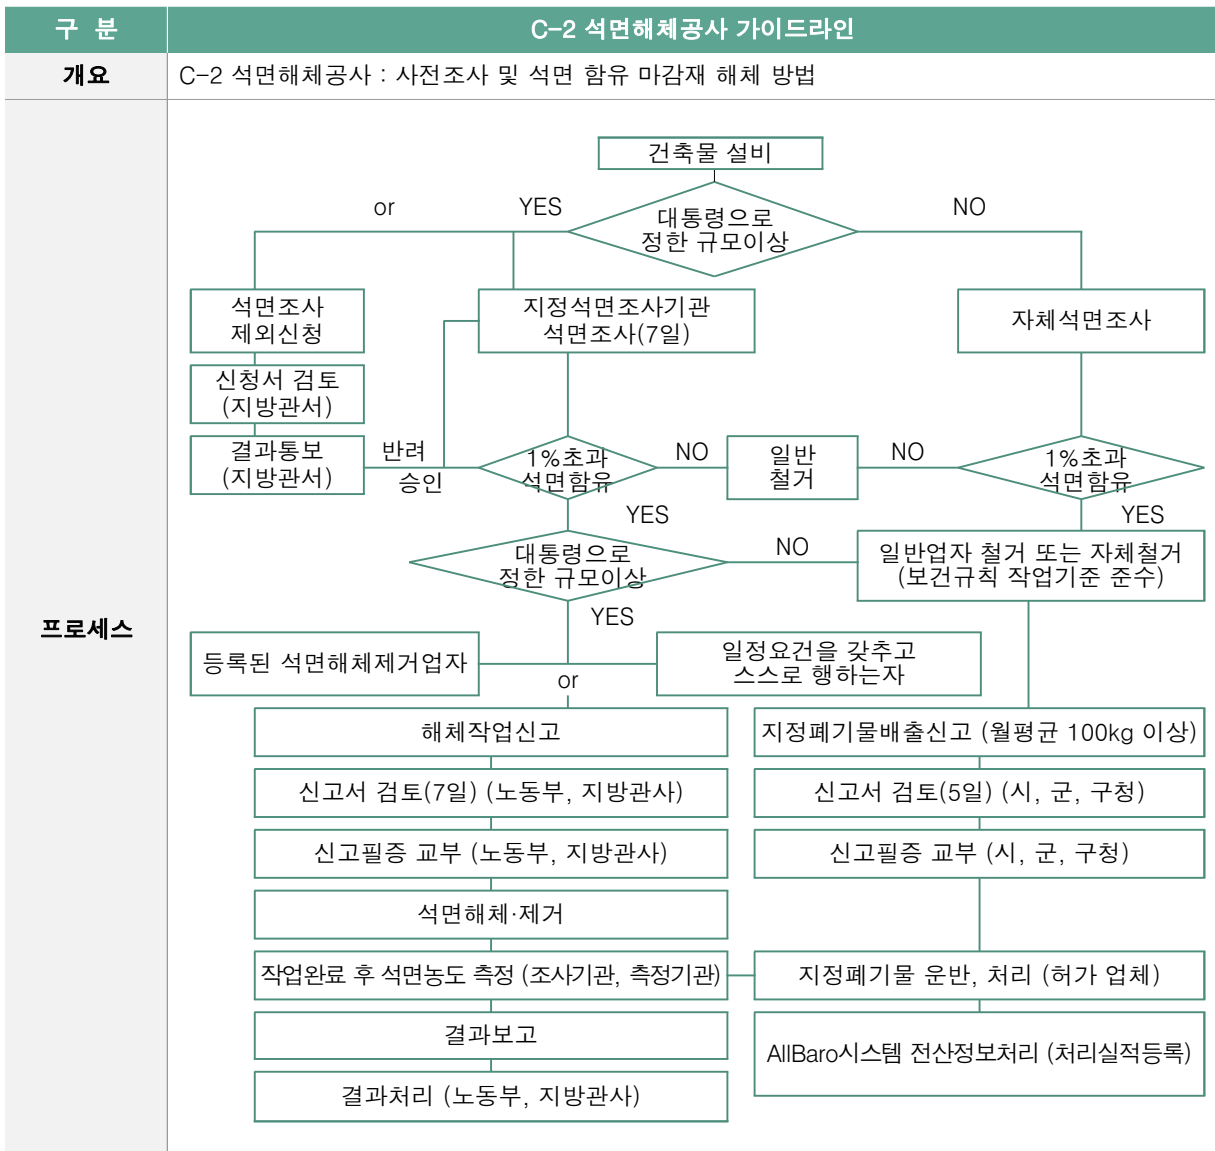 구 분
C-2 석면해체공사 가이드라인
개요
C-2 석면해체공사 : 사전조사 및 석면 함유 마감재 해체 방법
프로세스
건축물 설비
대통령으로
정한 규모이상
or
YES
NO
석면조사
제외신청
지정석면조사기관
석면조사(7일)
자체석면조사
신청서 검토
(지방관서)
결과통보
(지방관서)
반려
승인
1%초과
석면함유
NO
일반
철거
NO
1%초과
석면함유
YES
YES
대통령으로
정한 규모이상
NO
일반업자 철거 또는 자체철거
(보건규칙 작업기준 준수)
YES
등록된 석면해체제거업자
or
일정요건을 갖추고
스스로 행하는자
해체작업신고
지정폐기물배출신고 (월평균 100kg 이상)
신고서 검토(7일) (노동부, 지방관사)
신고서 검토(5일) (시, 군, 구청)
신고필증 교부 (노동부, 지방관사)
신고필증 교부 (시, 군, 구청)
석면해체·제거
작업완료 후 석면농도 측정 (조사기관, 측정기관)
지정폐기물 운반, 처리 (허가 업체)
결과보고
AllBaro시스템 전산정보처리 (처리실적등록)
결과처리 (노동부, 지방관사)